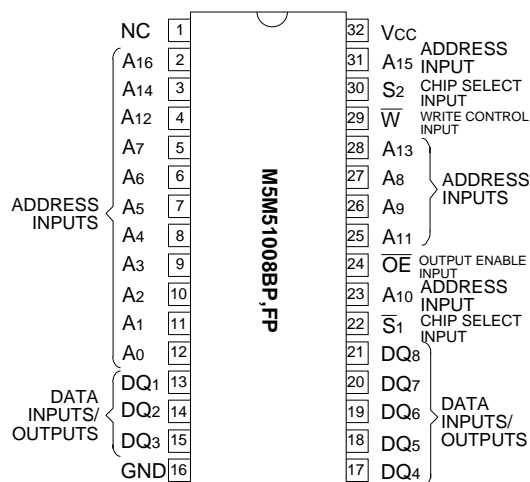 NC 1
A16 2
A14 3
A12 4
A7 5
A6 6
A5 7
A4 8
A3 9
A2 10
A1 11
A0 12
DQ1 13
DQ2 14
DQ3 15
GND 16
ADDRESS
INPUTS
DATA
INPUTS/
OUTPUTS
M5M51008BP,FP
32 VCC
31 A15 ADDRESS
INPUT
30 S2 CHIP SELECT
INPUT
29 W̅ WRITE CONTROL
INPUT
28 A13
27 A8
26 A9
25 A11
ADDRESS
INPUTS
24 O̅E̅ OUTPUT ENABLE
INPUT
23 A10 ADDRESS
INPUT
22 S̅1 CHIP SELECT
INPUT
21 DQ8
20 DQ7
19 DQ6
18 DQ5
17 DQ4
DATA
INPUTS/
OUTPUTS